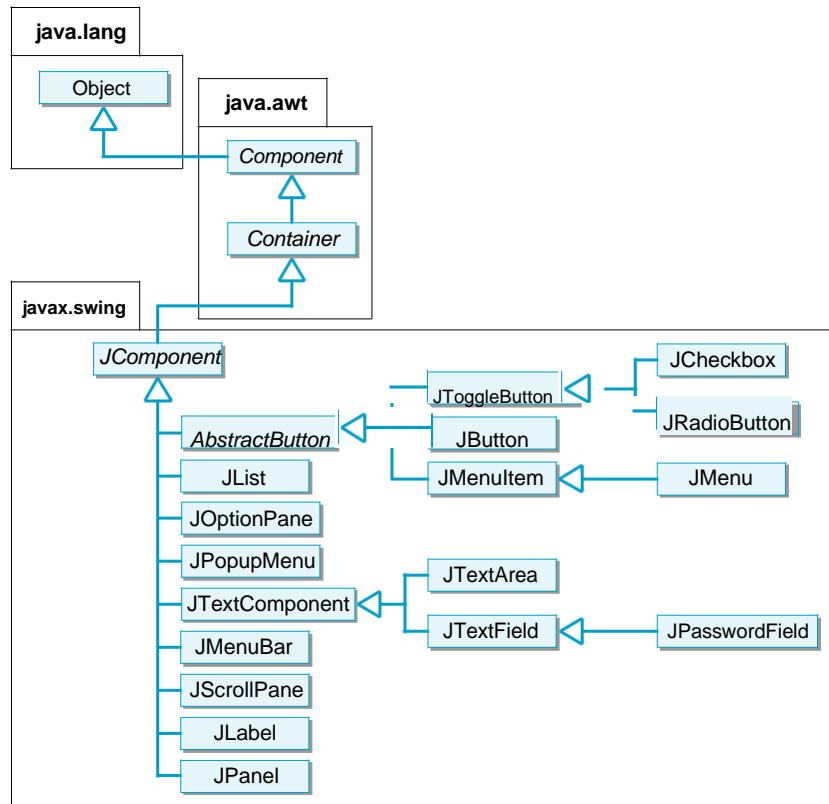 java.lang
Object
java.awt
Component
Container
javax.swing
JComponent
JCheckbox
JToggleButton
JRadioButton
AbstractButton
JButton
JList
JMenuItem
JMenu
JOptionPane
JPopupMenu
JTextArea
JTextComponent
JTextField
JPasswordField
JMenuBar
JScrollPane
JLabel
JPanel